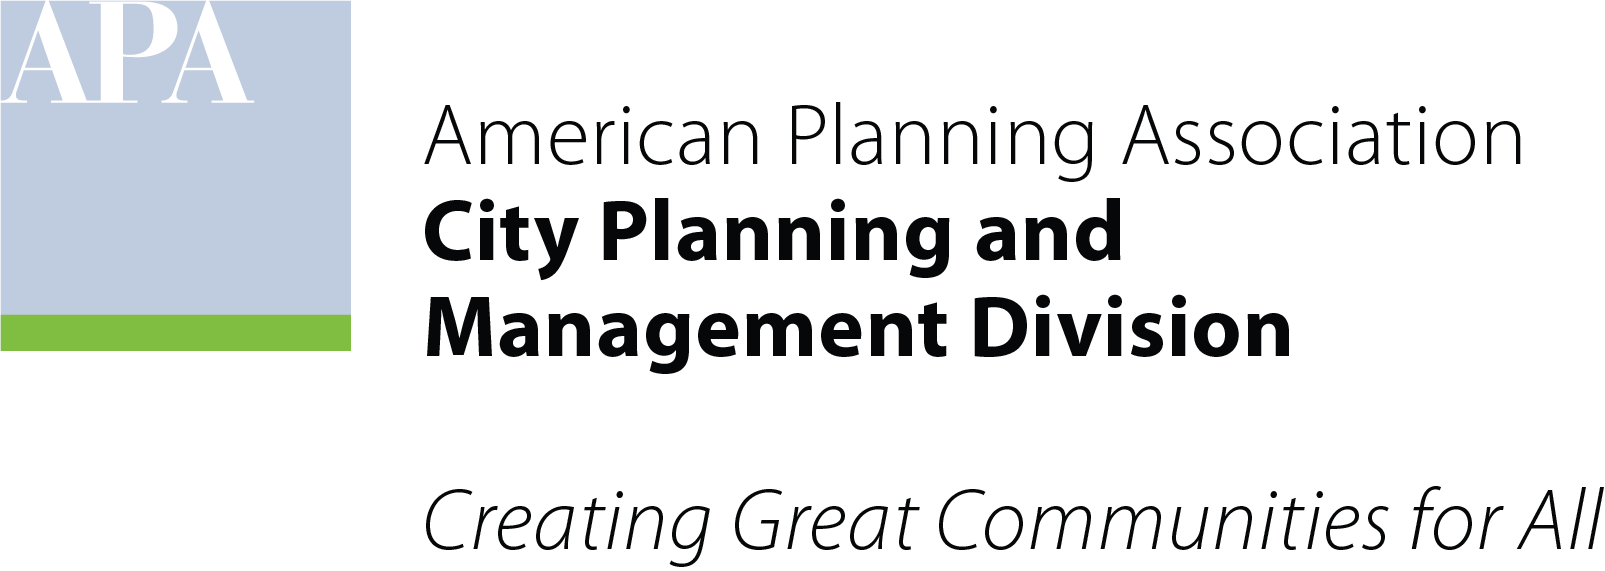 APA
American Planning Association
City Planning and
Management Division
Creating Great Communities for All